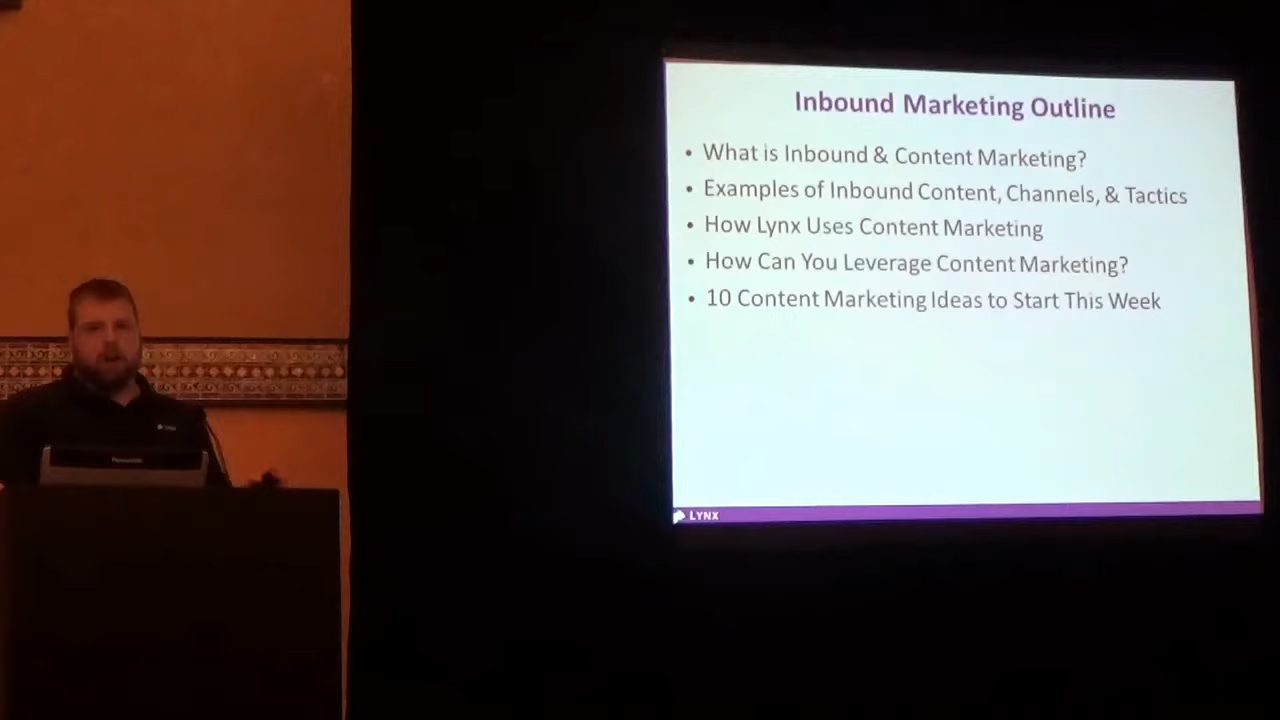 Inbound Marketing Outline
• What is Inbound & Content Marketing?
• Examples of Inbound Content, Channels, & Tactics
• How Lynx Uses Content Marketing
• How Can You Leverage Content Marketing?
• 10 Content Marketing Ideas to Start This Week
LYNX
Panasonic